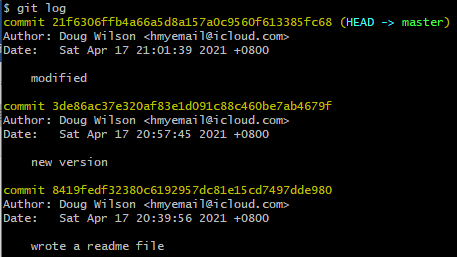 $ git log
commit 21f6306ffb4a66a5d8a157a0c9560f613385fc68 (HEAD -> master)
Author: Doug Wilson <hmyemail@icloud.com>
Date:   Sat Apr 17 21:01:39 2021 +0800
modified
commit 3de86ac37e320af83e1d091c88c460be7ab4679f
Author: Doug Wilson <hmyemail@icloud.com>
Date:   Sat Apr 17 20:57:45 2021 +0800
new version
commit 8419fedf32380c6192957dc81e15cd7497dde980
Author: Doug Wilson <hmyemail@icloud.com>
Date:   Sat Apr 17 20:39:56 2021 +0800
wrote a readme file